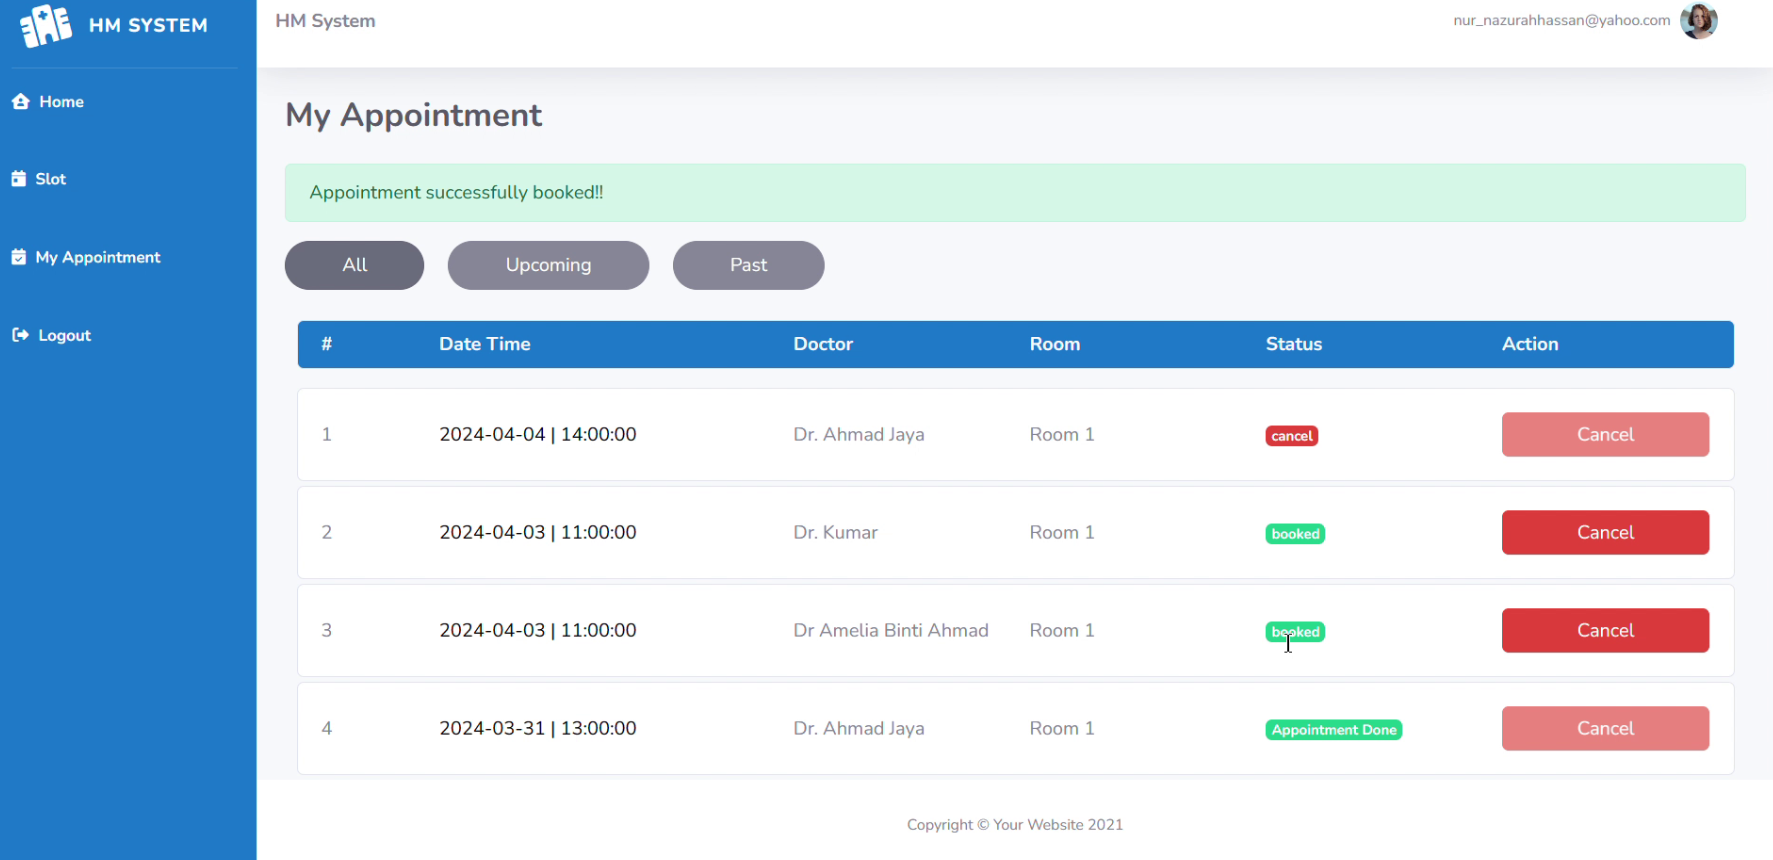 HM SYSTEM
Home
Slot
My Appointment
Logout
HM System
nur_nazurahhassan@yahoo.com
My Appointment
Appointment successfully booked!!
All Upcoming Past
# Date Time Doctor Room Status Action
1 2024-04-04 | 14:00:00 Dr. Ahmad Jaya Room 1 cancel Cancel
2 2024-04-03 | 11:00:00 Dr. Kumar Room 1 booked Cancel
3 2024-04-03 | 11:00:00 Dr Amelia Binti Ahmad Room 1 booked Cancel
4 2024-03-31 | 13:00:00 Dr. Ahmad Jaya Room 1 Appointment Done Cancel
Copyright © Your Website 2021